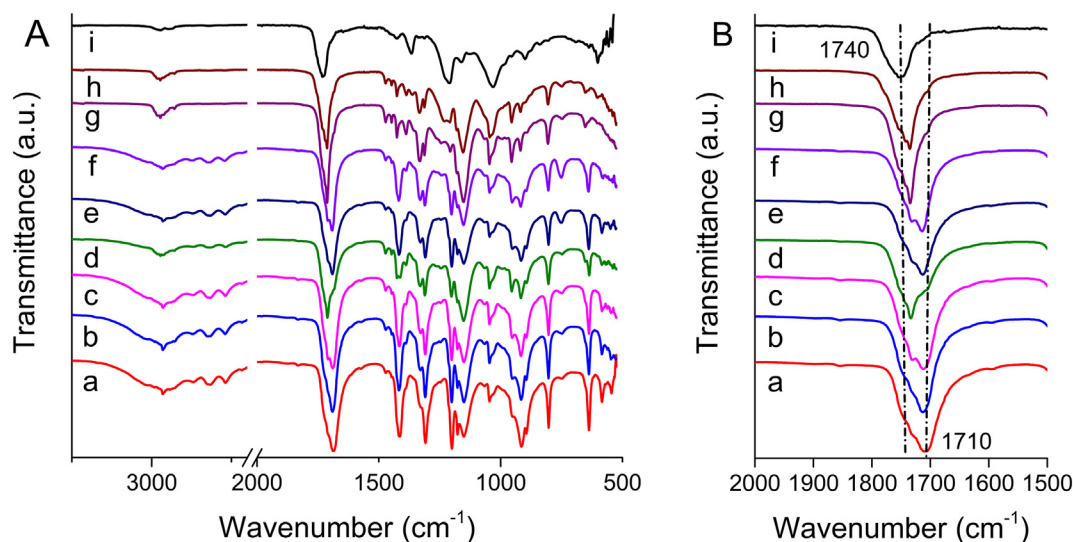 A
Transmittance (a.u.)
i
h
g
f
e
d
c
b
a
3000
2000
1500
1000
500
Wavenumber (cm⁻¹)
B
Transmittance (a.u.)
i
1740
h
g
f
e
d
c
b
a
1710
2000 1900 1800 1700 1600 1500
Wavenumber (cm⁻¹)